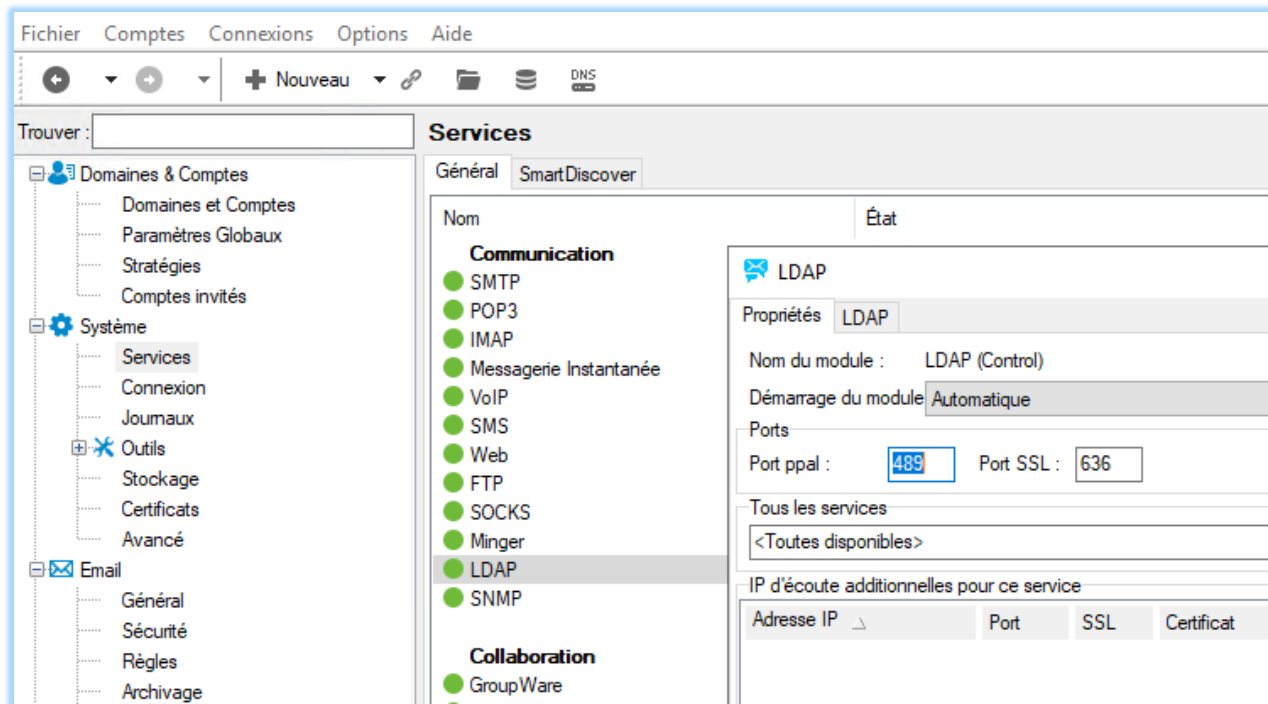 Fichier Comptes Connexions Options Aide
Nouveau DNS
Trouver :
Domaines & Comptes
Domaines et Comptes
Paramètres Globaux
Stratégies
Comptes invités
Système
Services
Connexion
Journaux
Outils
Stockage
Certificats
Avancé
Email
Général
Sécurité
Règles
Archivage
Services
Général SmartDiscover
Nom État
Communication
SMTP
POP3
IMAP
Messagerie Instantanée
VoIP
SMS
Web
FTP
SOCKS
Minger
LDAP
SNMP
Collaboration
GroupWare
LDAP
Propriétés LDAP
Nom du module : LDAP (Control)
Démarrage du module Automatique
Ports
Port ppal : 489 Port SSL : 636
Tous les services
<Toutes disponibles>
IP d'écoute additionnelles pour ce service
Adresse IP Port SSL Certificat